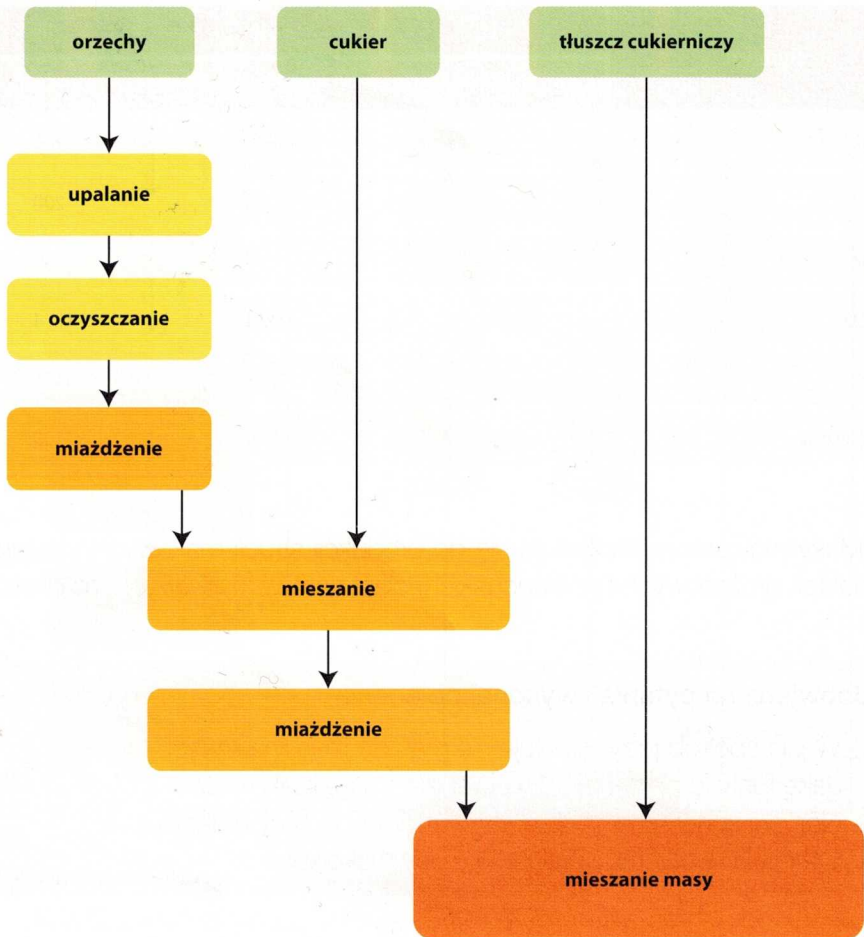 orzechy
cukier
tłuszcz cukierniczy
upalanie
oczyszczanie
miażdżenie
mieszanie
miażdżenie
mieszanie masy